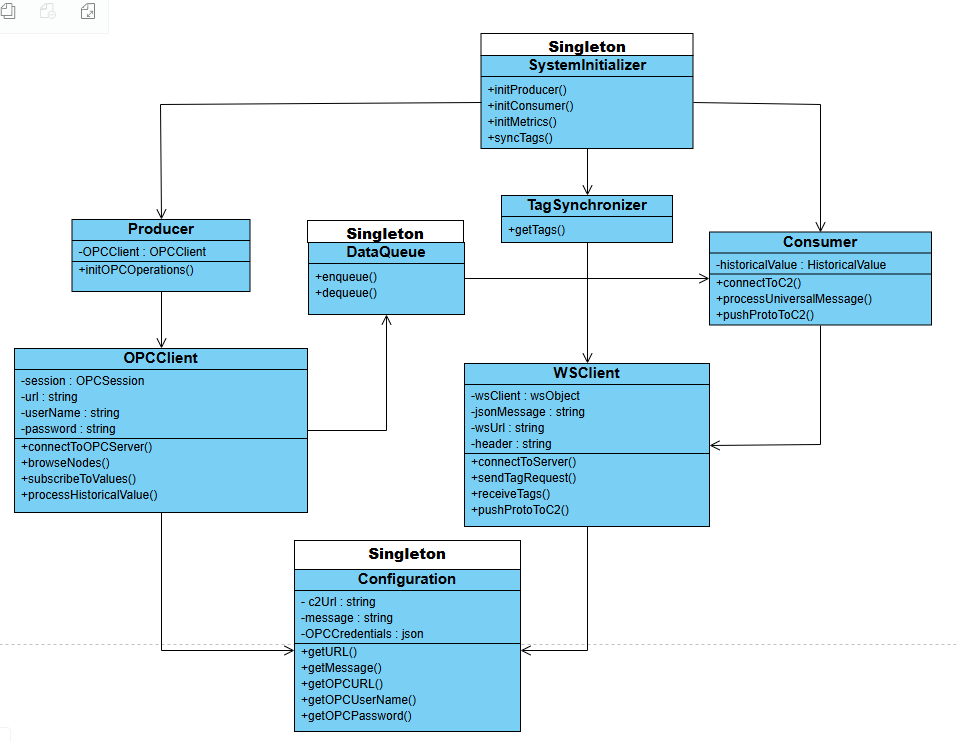 Singleton
SystemInitializer
+initProducer()
+initConsumer()
+initMetrics()
+syncTags()
Producer
-OPCClient : OPCClient
+initOPCOperations()
Singleton
DataQueue
+enqueue()
+dequeue()
TagSynchronizer
+getTags()
Consumer
-historicalValue : HistoricalValue
+connectToC2()
+processUniversalMessage()
+pushProtoToC2()
OPCClient
-session : OPCSession
-url : string
-userName : string
-password : string
+connectToOPCServer()
+browseNodes()
+subscribeToValues()
+processHistoricalValue()
WSClient
-wsClient : wsObject
-jsonMessage : string
-wsUrl : string
-header : string
+connectToServer()
+sendTagRequest()
+receiveTags()
+pushProtoToC2()
Singleton
Configuration
- c2Url : string
-message : string
-OPCCredentials : json
+getURL()
+getMessage()
+getOPCURL()
+getOPCUserName()
+getOPCPassword()